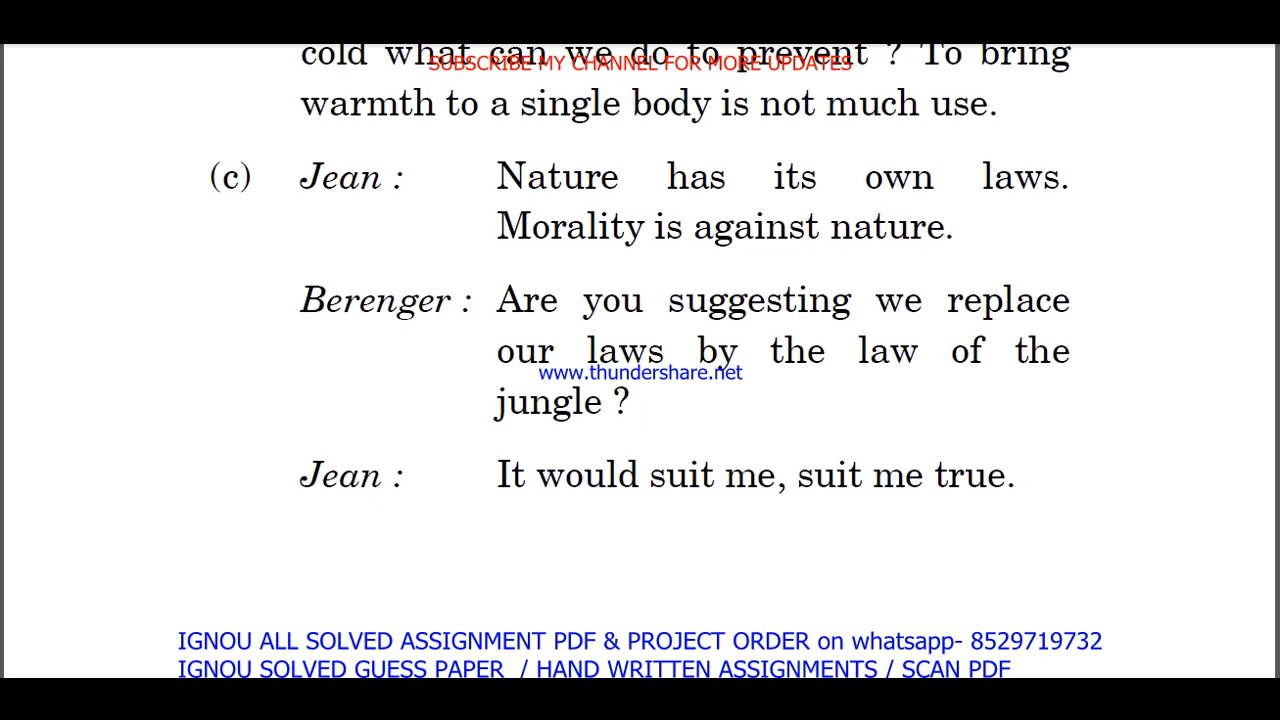 cold what can we do to prevent ? To bring
SUBSCRIBE MY CHANNEL FOR MORE UPDATES
warmth to a single body is not much use.
(c) Jean : Nature has its own laws.
Morality is against nature.
Berenger : Are you suggesting we replace
our laws by the law of the
www.thundershare.net
jungle ?
Jean : It would suit me, suit me true.
IGNOU ALL SOLVED ASSIGNMENT PDF & PROJECT ORDER on whatsapp- 8529719732
IGNOU SOLVED GUESS PAPER / HAND WRITTEN ASSIGNMENTS / SCAN PDF